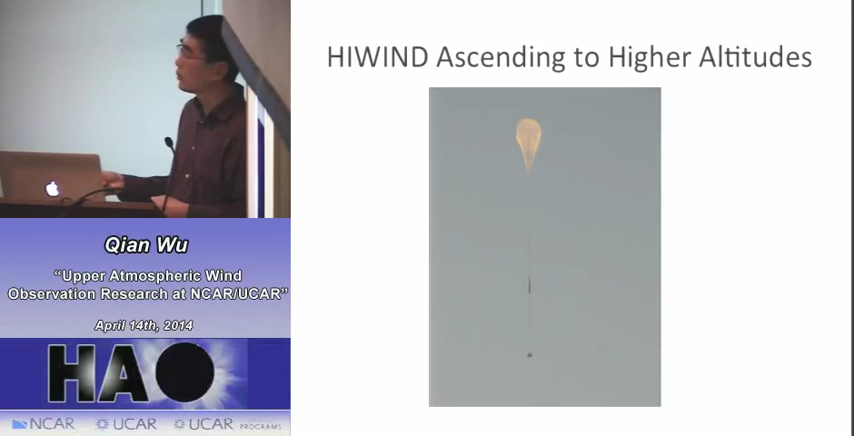 HIWIND Ascending to Higher Altitudes
Qian Wu
“Upper Atmospheric Wind
Observation Research at NCAR/UCAR”
April 14th, 2014
HAO
NCAR UCAR UCAR PROGRAMS